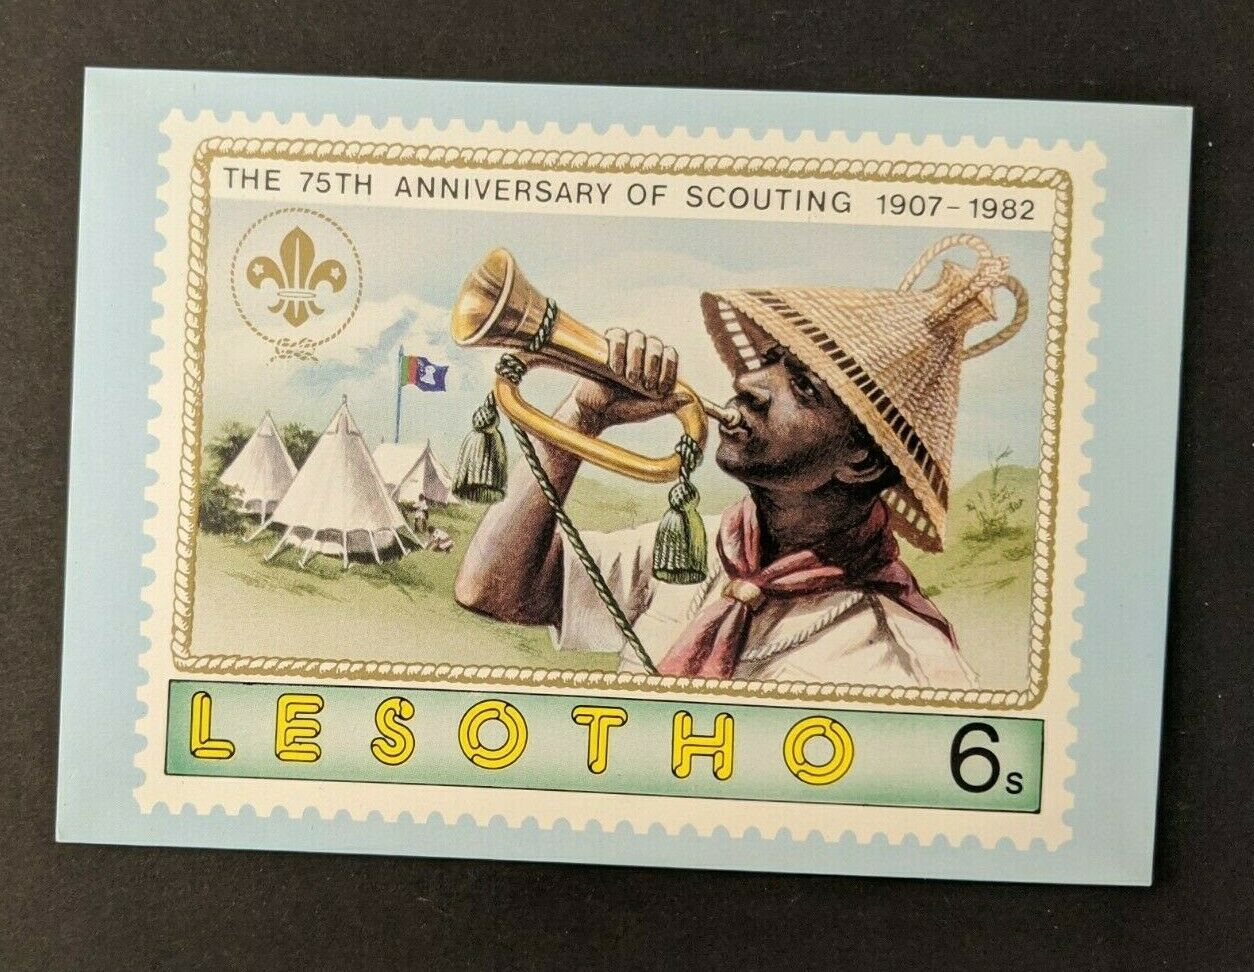 THE 75TH ANNIVERSARY OF SCOUTING 1907-1982
LESOTHO 6s